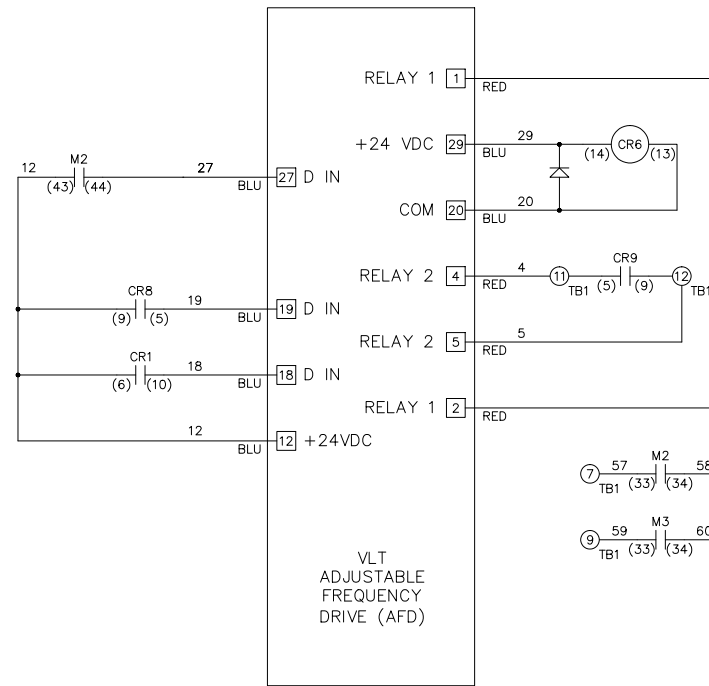 RELAY 1 1
RED
+24 VDC 29 29
BLU
(14) CR6 (13)
12 M2 27
(43) (44) BLU 27 D IN
COM 20 20
BLU
CR9
RELAY 2 4 4 11 12
RED TB1 (5) (9) TB1
CR8
19
(9) (5) BLU 19 D IN
RELAY 2 5 5
RED
CR1
18
(6) (10) BLU 18 D IN
RELAY 1 2
RED
12
BLU 12 +24VDC
M2
7 57 58
TB1 (33) (34)
M3
9 59 60
TB1 (33) (34)
VLT
ADJUSTABLE
FREQUENCY
DRIVE (AFD)